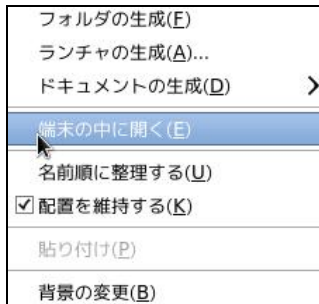 フォルダの生成(F)
ランチャの生成(A)...
ドキュメントの生成(D)
端末の中に開く(E)
名前順に整理する(U)
配置を維持する(K)
貼り付け(P)
背景の変更(B)